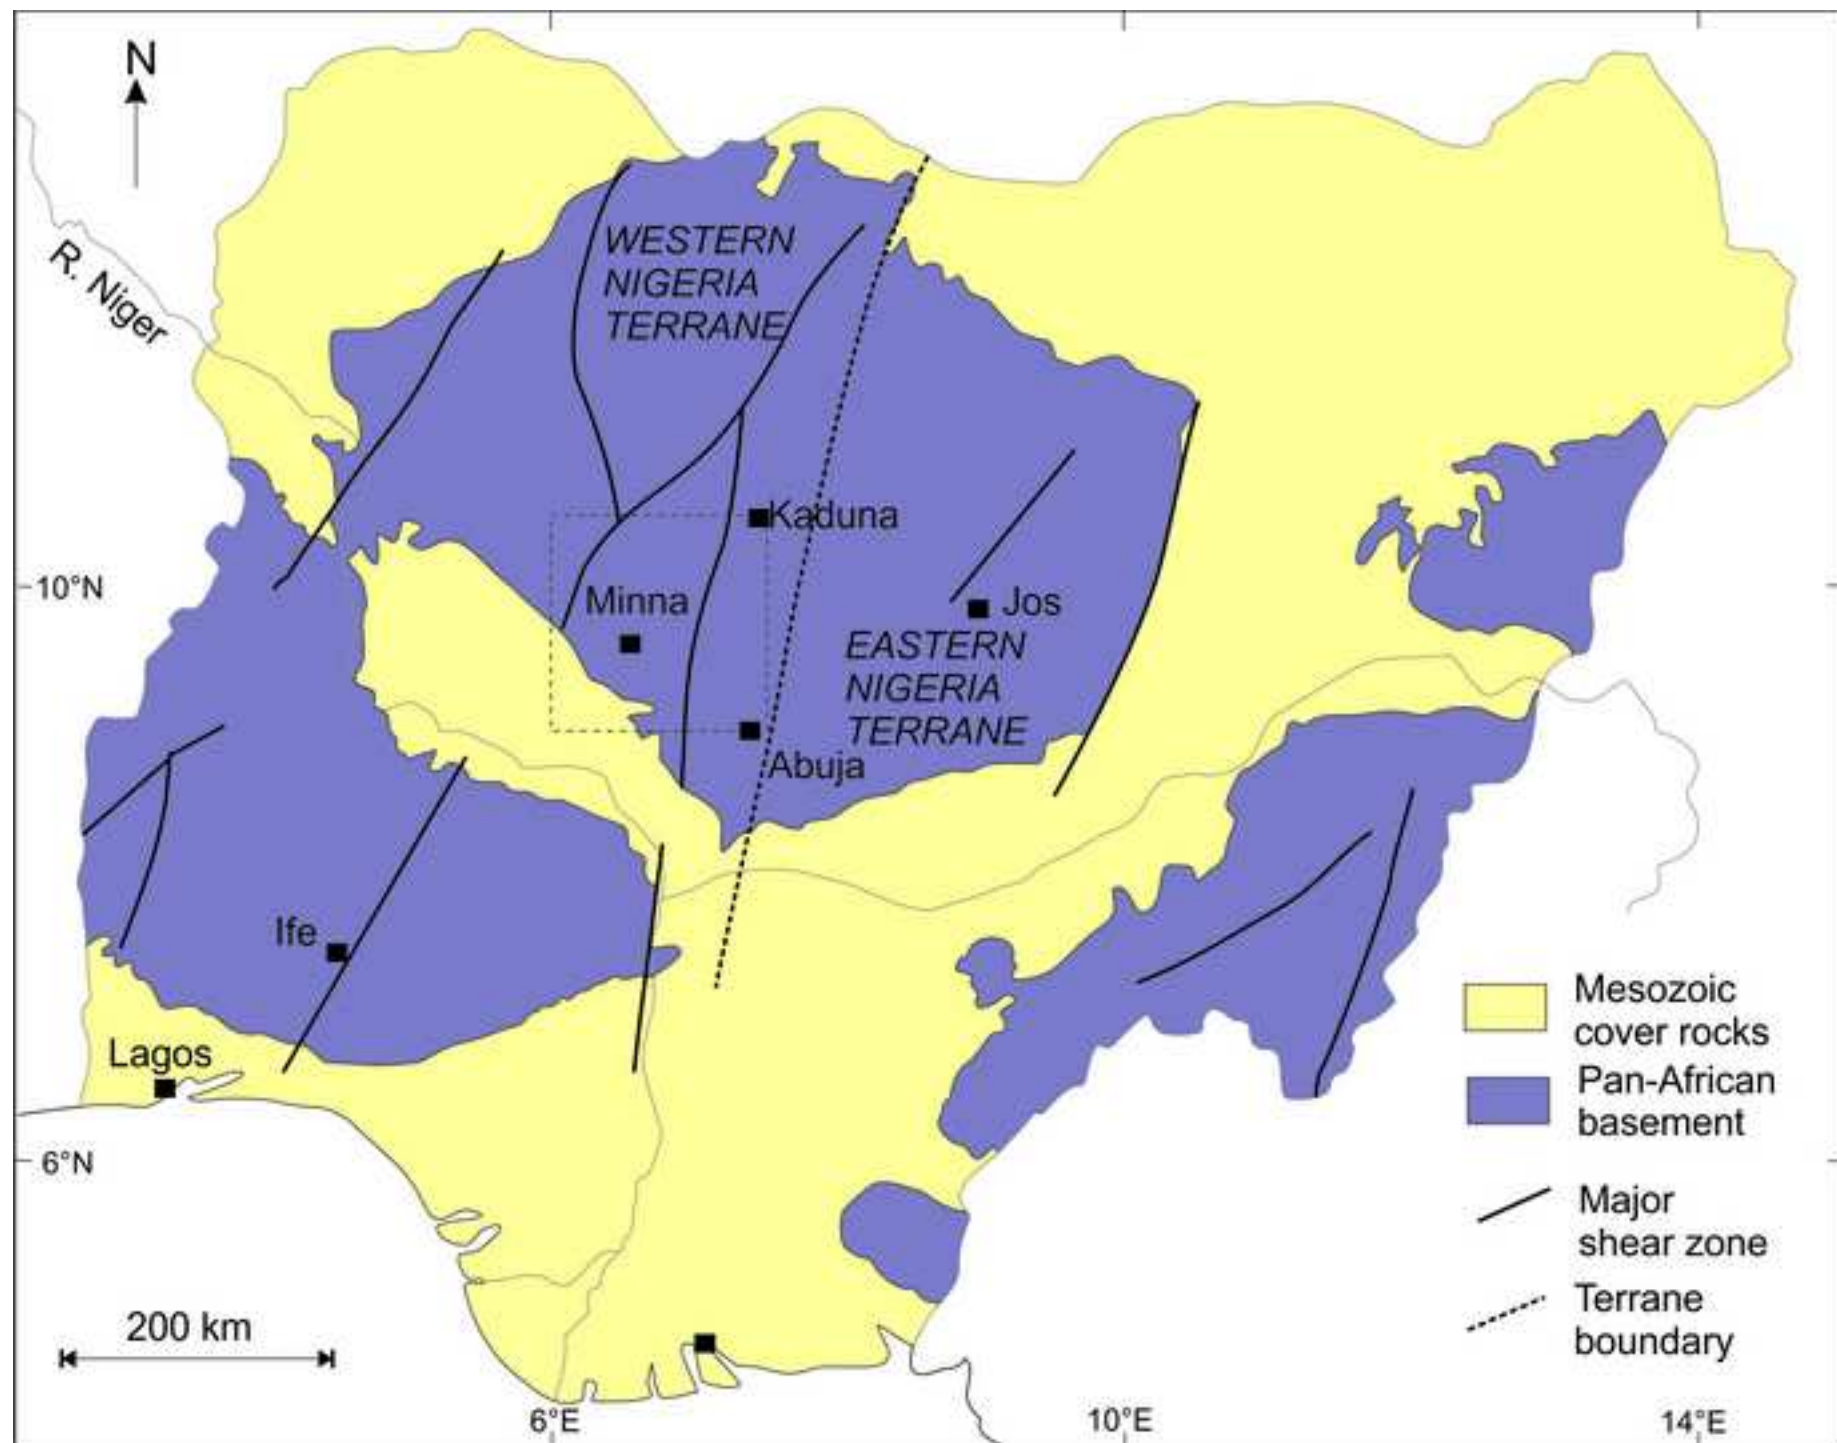 N
R. Niger
WESTERN
NIGERIA
TERRANE
Kaduna
10°N
Minna
Jos
EASTERN
NIGERIA
TERRANE
Abuja
Ife
Lagos
6°N
200 km
Mesozoic
cover rocks
Pan-African
basement
Major
shear zone
Terrane
boundary
6°E
10°E
14°E